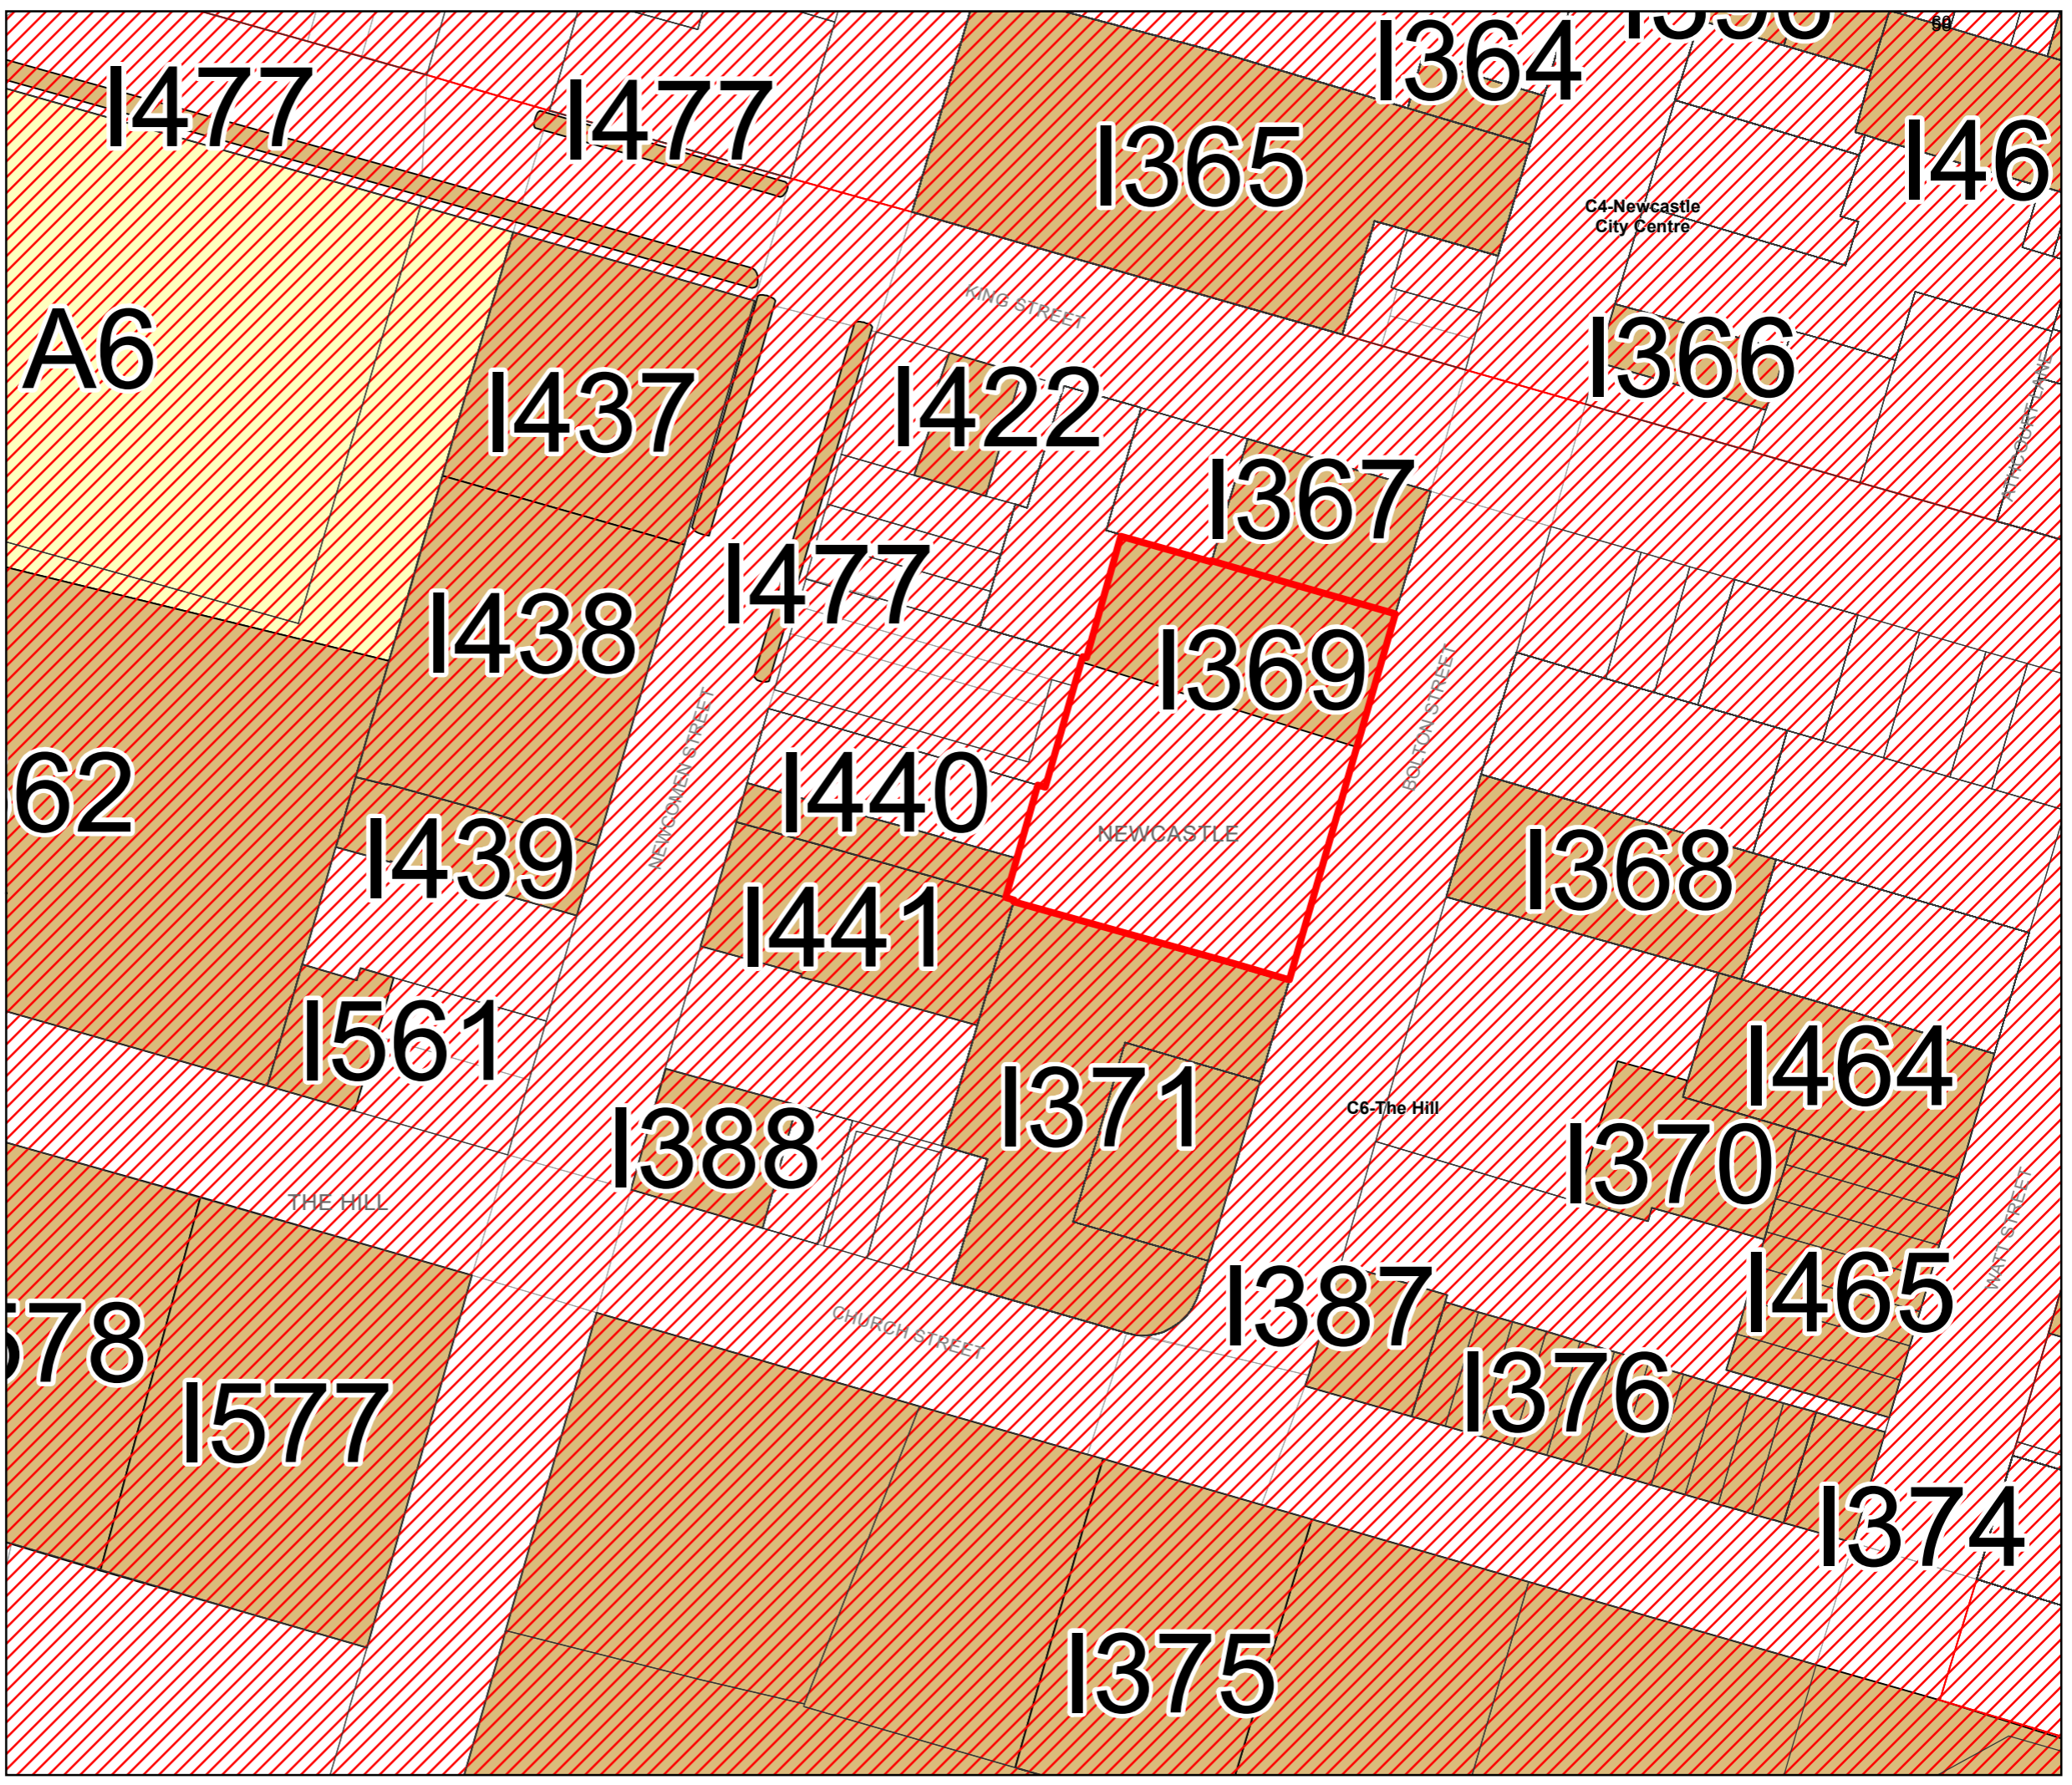 I364
I477
I477
I365
I46
C4-Newcastle
City Centre
KING STREET
A6
I366
I437
I422
I367
I477
I438
I369
BOLTON STREET
NEWCOMEN STREET
62
I440
NEWCASTLE
I439
I368
I441
I561
I464
I371
C6-The Hill
I388
I370
THE HILL
WATT STREET
I387
I465
578
CHURCH STREET
I376
I577
I374
I375